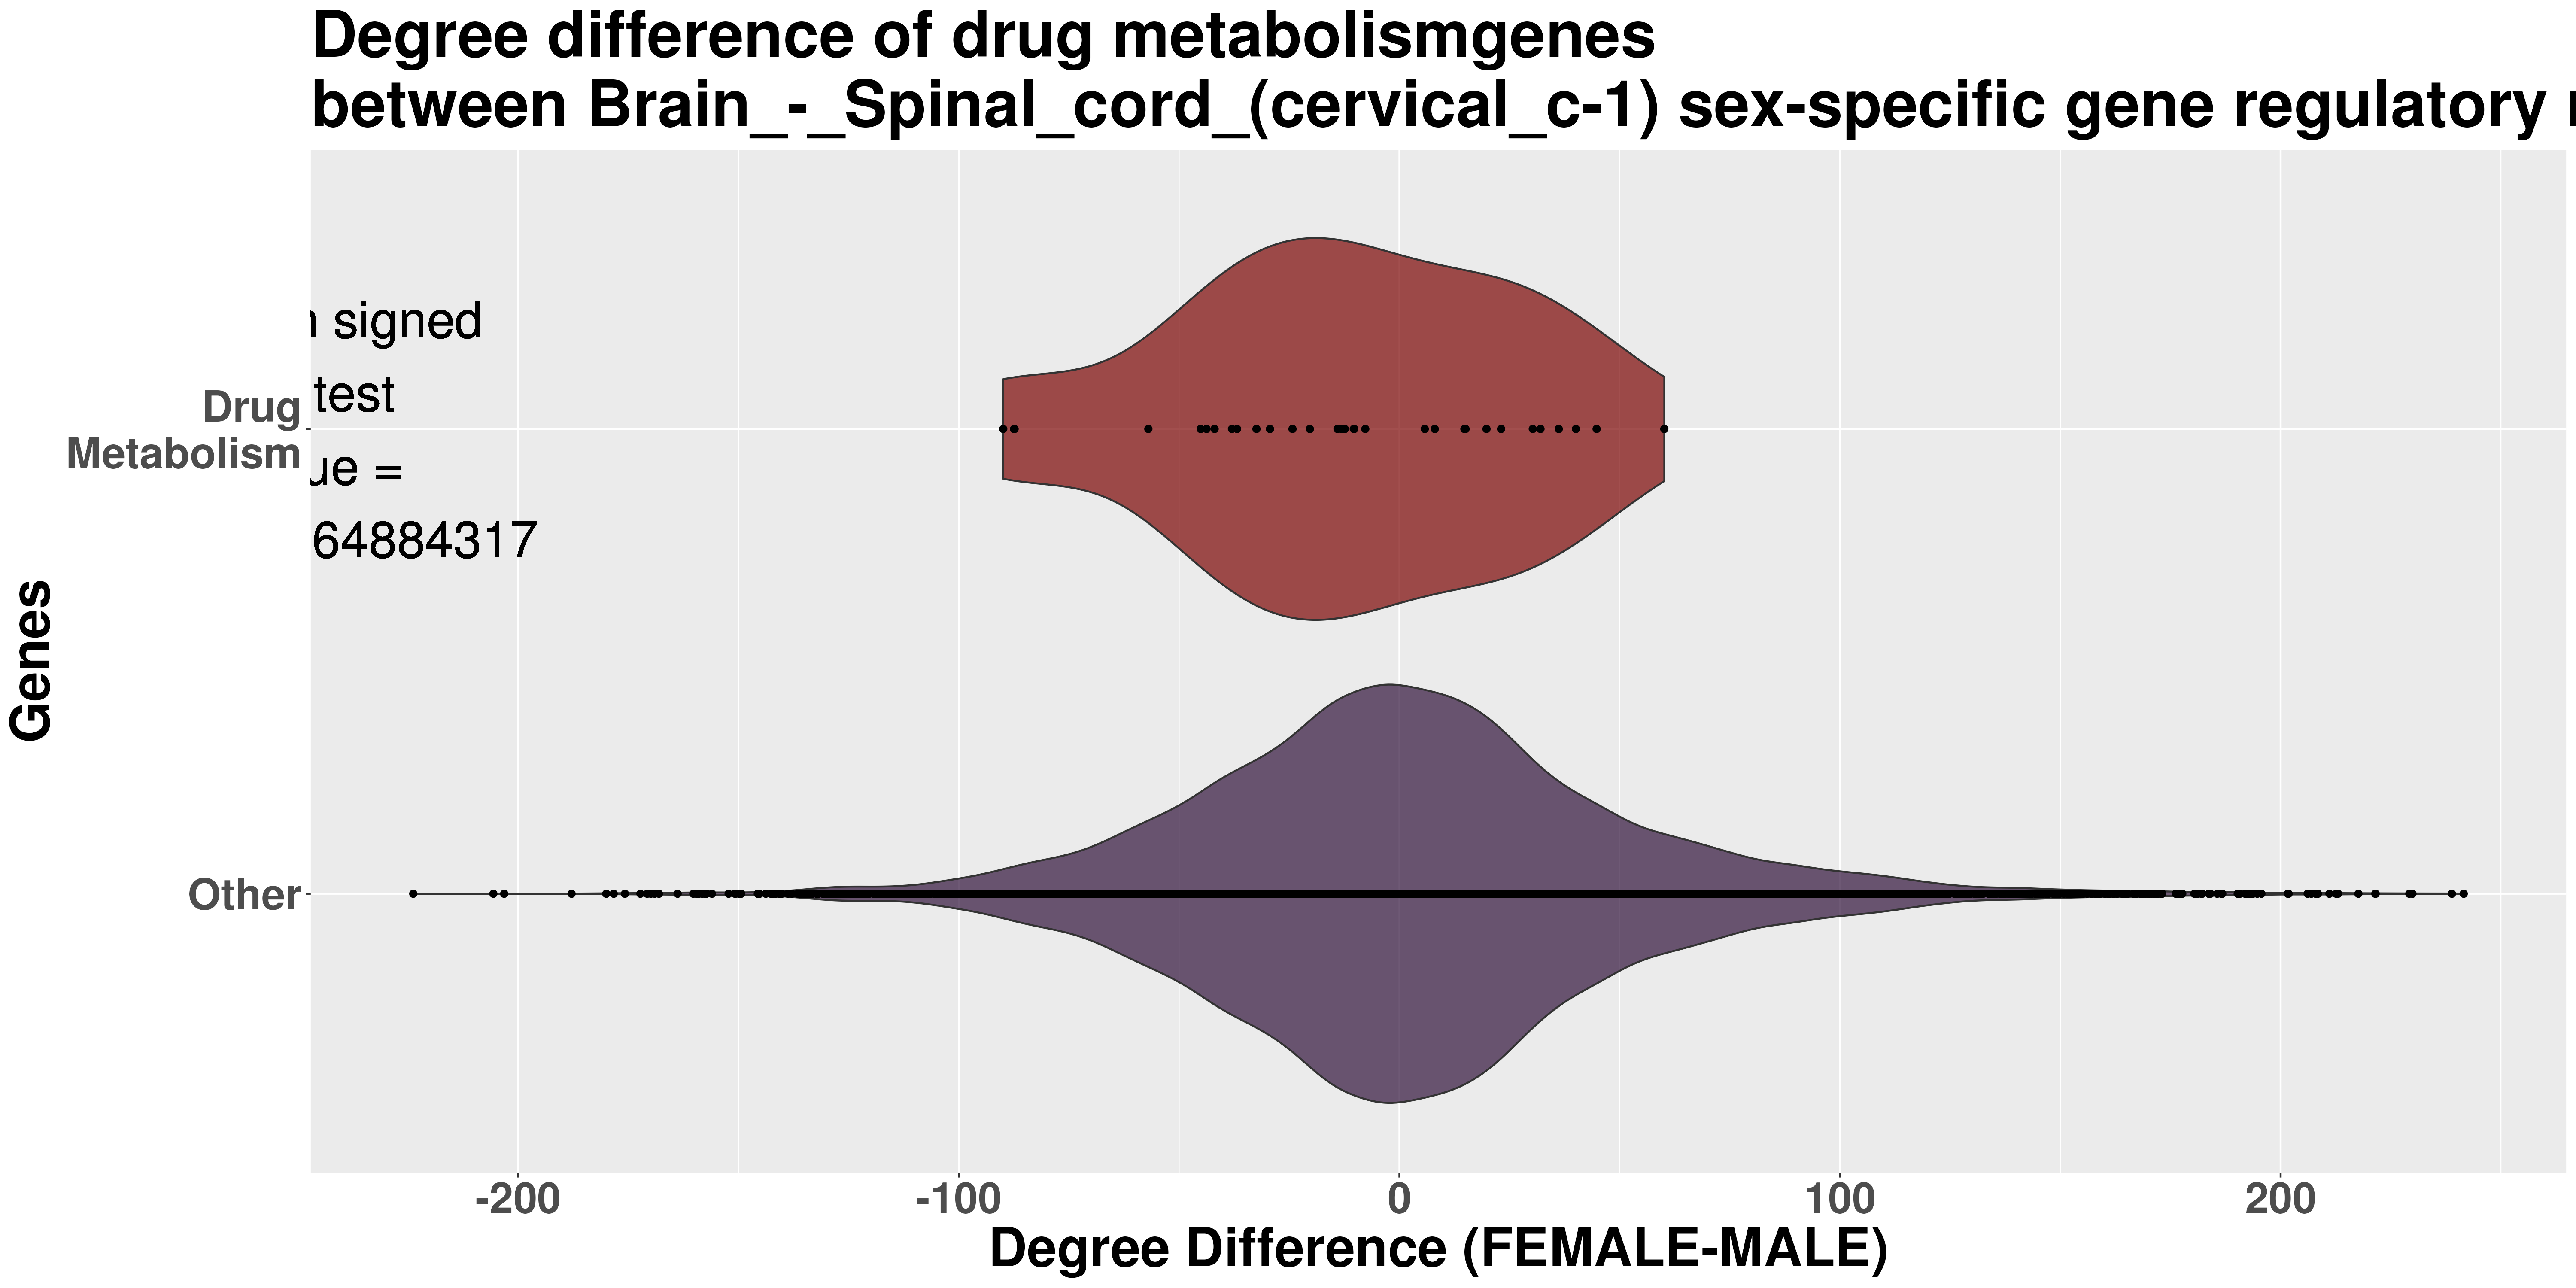 Degree difference of drug metabolismgenes
between Brain_-_Spinal_cord_(cervical_c-1) sex-specific gene regulatory
signed
test
ue =
64884317
Drug
Metabolism
Other
Genes
-200
-100
0
100
200
Degree Difference (FEMALE-MALE)